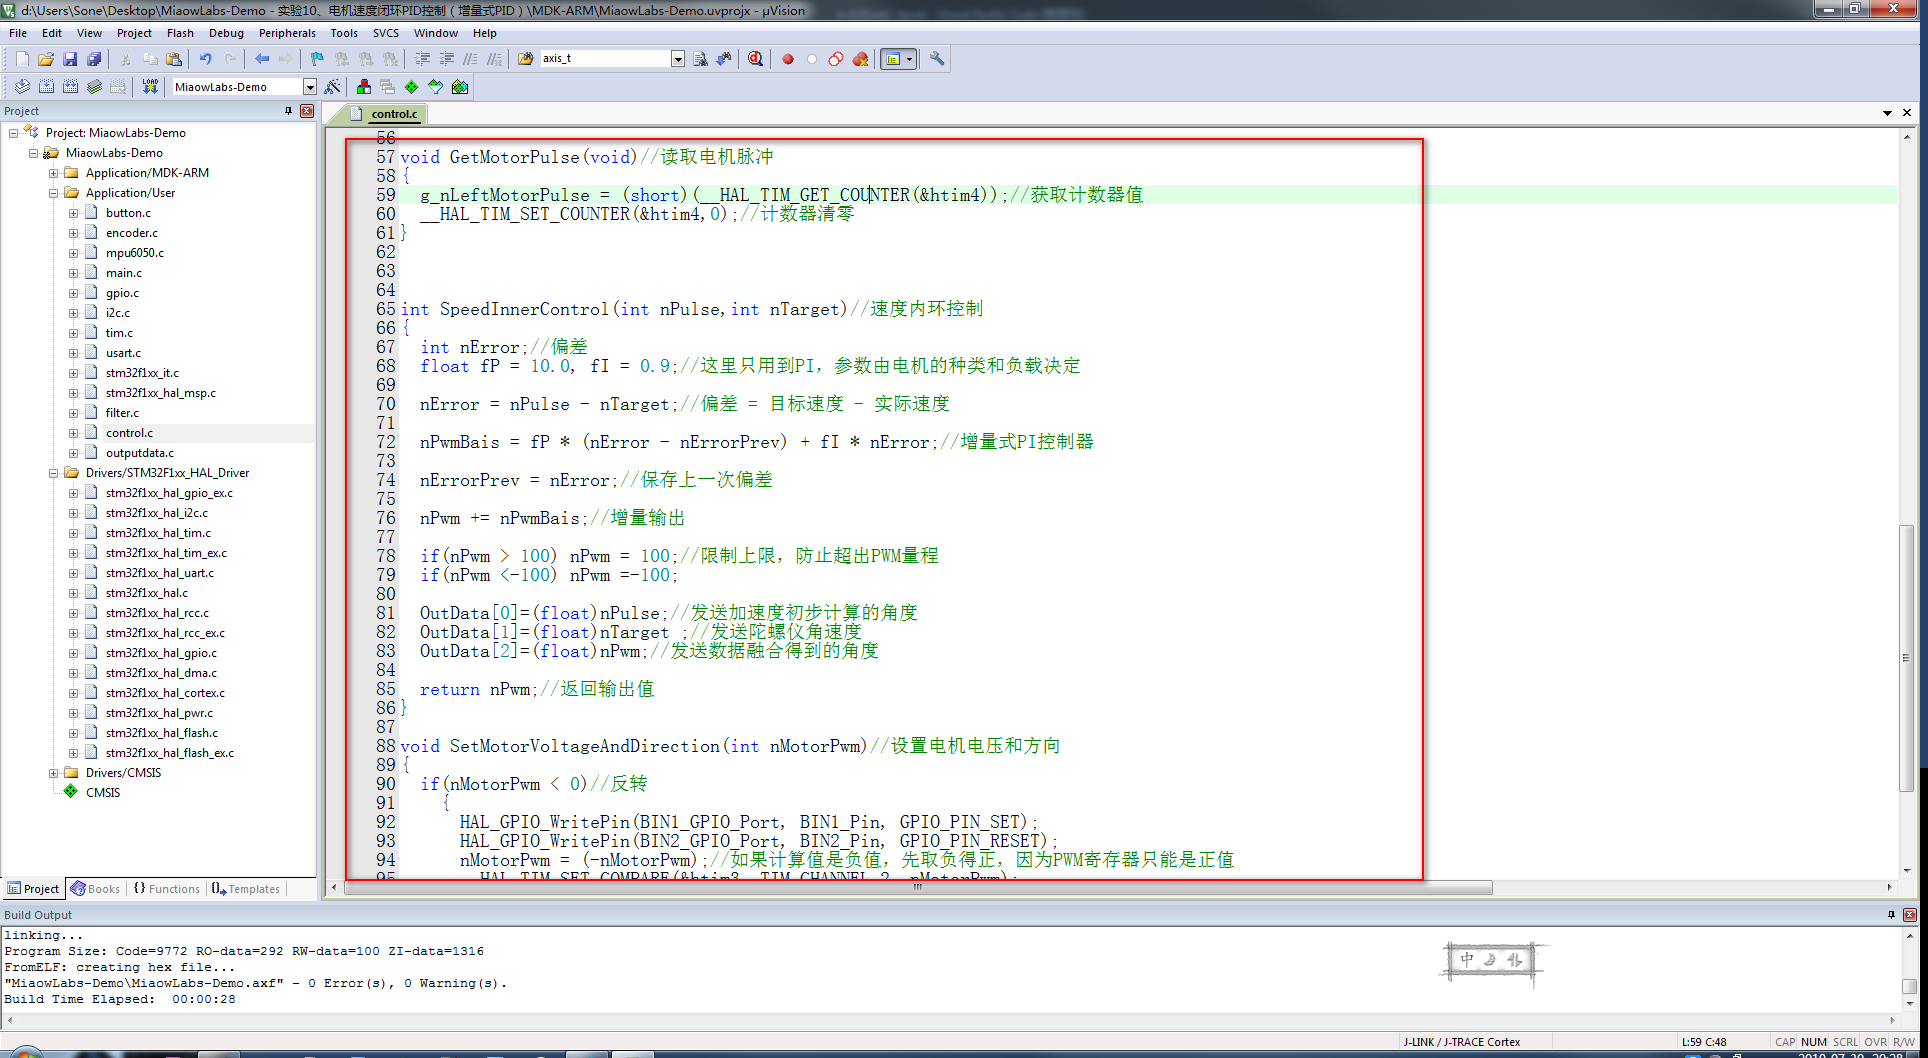 d:\Users\Sone\Desktop\MiaowLabs-Demo - 实验10、电机速度闭环PID控制（增量式PID）\MDK-ARM\MiaowLabs-Demo.uvprojx - µVision
File Edit View Project Flash Debug Peripherals Tools SVCS Window Help
axis_t
LOAD MiaowLabs-Demo
Project
control.c
Project: MiaowLabs-Demo
MiaowLabs-Demo
Application/MDK-ARM
Application/User
button.c
encoder.c
mpu6050.c
main.c
gpio.c
i2c.c
tim.c
usart.c
stm32f1xx_it.c
stm32f1xx_hal_msp.c
filter.c
control.c
outputdata.c
Drivers/STM32F1xx_HAL_Driver
stm32f1xx_hal_gpio_ex.c
stm32f1xx_hal_i2c.c
stm32f1xx_hal_tim.c
stm32f1xx_hal_tim_ex.c
stm32f1xx_hal_uart.c
stm32f1xx_hal.c
stm32f1xx_hal_rcc.c
stm32f1xx_hal_rcc_ex.c
stm32f1xx_hal_gpio.c
stm32f1xx_hal_dma.c
stm32f1xx_hal_cortex.c
stm32f1xx_hal_pwr.c
stm32f1xx_hal_flash.c
stm32f1xx_hal_flash_ex.c
Drivers/CMSIS
CMSIS
Project Books {} Functions Templates
56
57 void GetMotorPulse(void)//读取电机脉冲
58 {
59 g_nLeftMotorPulse = (short)(__HAL_TIM_GET_COUNTER(&htim4));//获取计数器值
60 __HAL_TIM_SET_COUNTER(&htim4,0);//计数器清零
61 }
62
63
64
65 int SpeedInnerControl(int nPulse,int nTarget)//速度内环控制
66 {
67 int nError;//偏差
68 float fP = 10.0, fI = 0.9;//这里只用到PI，参数由电机的种类和负载决定
69
70 nError = nPulse - nTarget;//偏差 = 目标速度 - 实际速度
71
72 nPwmBais = fP * (nError - nErrorPrev) + fI * nError;//增量式PI控制器
73
74 nErrorPrev = nError;//保存上一次偏差
75
76 nPwm += nPwmBais;//增量输出
77
78 if(nPwm > 100) nPwm = 100;//限制上限，防止超出PWM量程
79 if(nPwm <-100) nPwm =-100;
80
81 OutData[0]=(float)nPulse;//发送加速度初步计算的角度
82 OutData[1]=(float)nTarget ;//发送陀螺仪角速度
83 OutData[2]=(float)nPwm;//发送数据融合得到的角度
84
85 return nPwm;//返回输出值
86 }
87
88 void SetMotorVoltageAndDirection(int nMotorPwm)//设置电机电压和方向
89 {
90 if(nMotorPwm < 0)//反转
91 {
92 HAL_GPIO_WritePin(BIN1_GPIO_Port, BIN1_Pin, GPIO_PIN_SET);
93 HAL_GPIO_WritePin(BIN2_GPIO_Port, BIN2_Pin, GPIO_PIN_RESET);
94 nMotorPwm = (-nMotorPwm);//如果计算值是负值，先取负得正，因为PWM寄存器只能是正值
95 __HAL_TIM_SET_COMPARE(&htim3, TIM_CHANNEL_2, nMotorPwm);
Build Output
linking...
Program Size: Code=9772 RO-data=292 RW-data=100 ZI-data=1316
FromELF: creating hex file...
"MiaowLabs-Demo\MiaowLabs-Demo.axf" - 0 Error(s), 0 Warning(s).
Build Time Elapsed:  00:00:28
中
J-LINK / J-TRACE Cortex L:59 C:48 CAP NUM SCRL OVR R/W